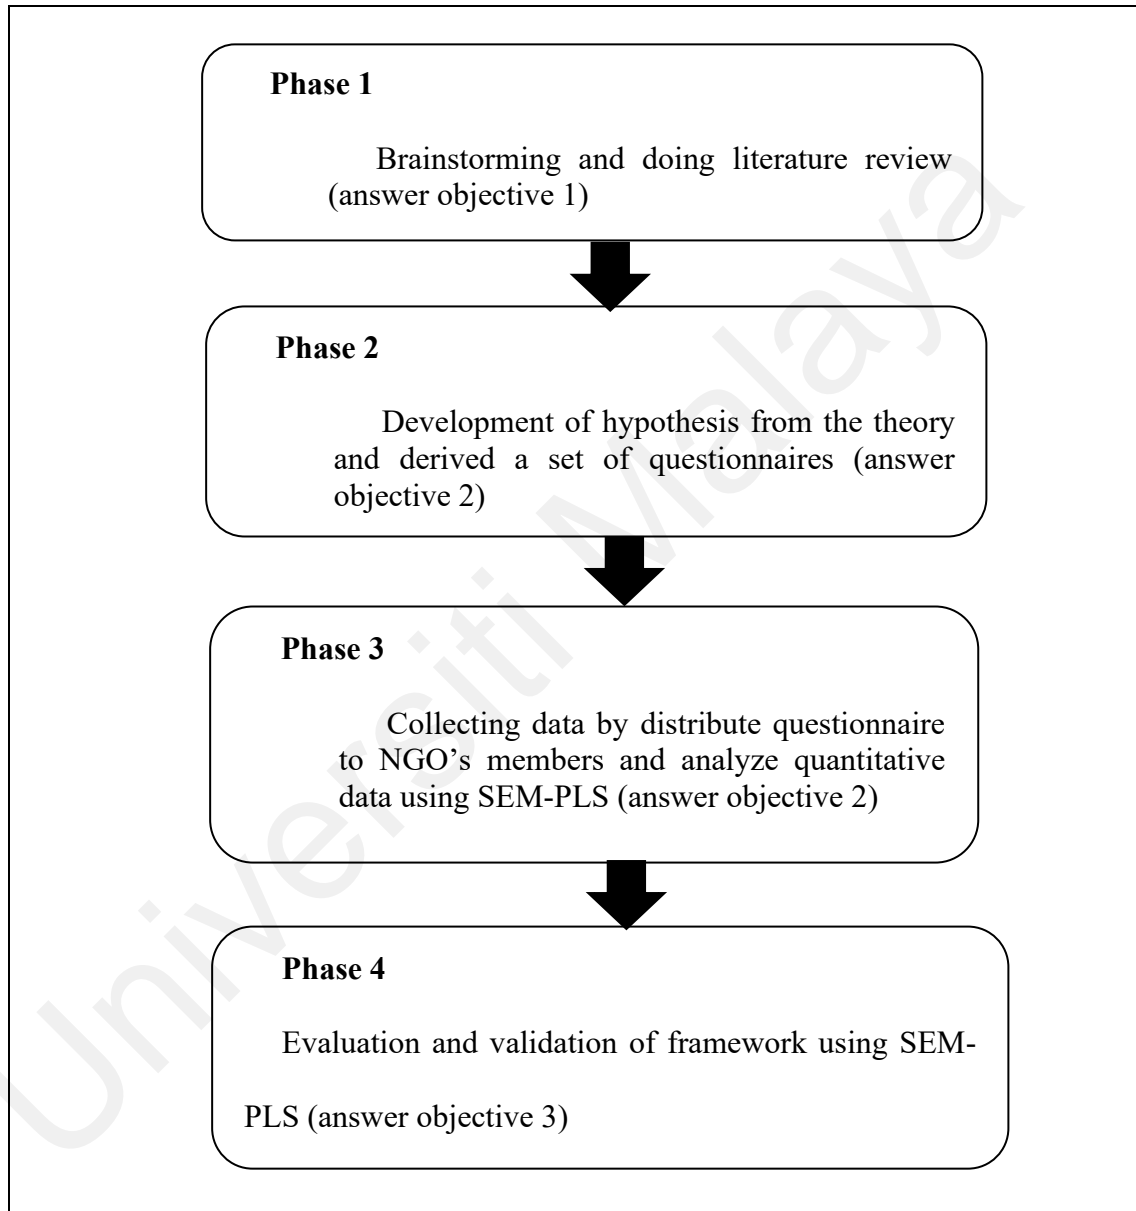 Phase 1
Brainstorming and doing literature review
(answer objective 1)
Phase 2
Development of hypothesis from the theory
and derived a set of questionnaires (answer
objective 2)
Phase 3
Collecting data by distribute questionnaire
to NGO’s members and analyze quantitative
data using SEM-PLS (answer objective 2)
Phase 4
Evaluation and validation of framework using SEM-
PLS (answer objective 3)
Universiti Malaya